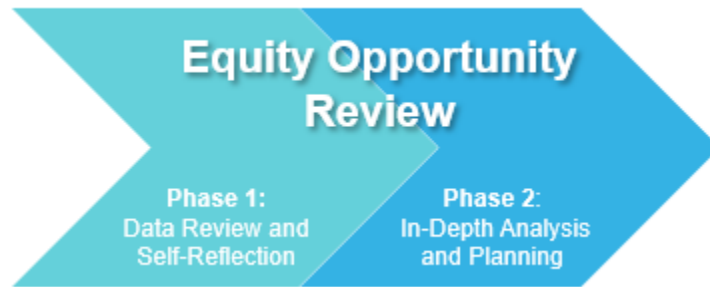 Equity Opportunity
Review
Phase 1:
Data Review and
Self-Reflection
Phase 2:
In-Depth Analysis
and Planning